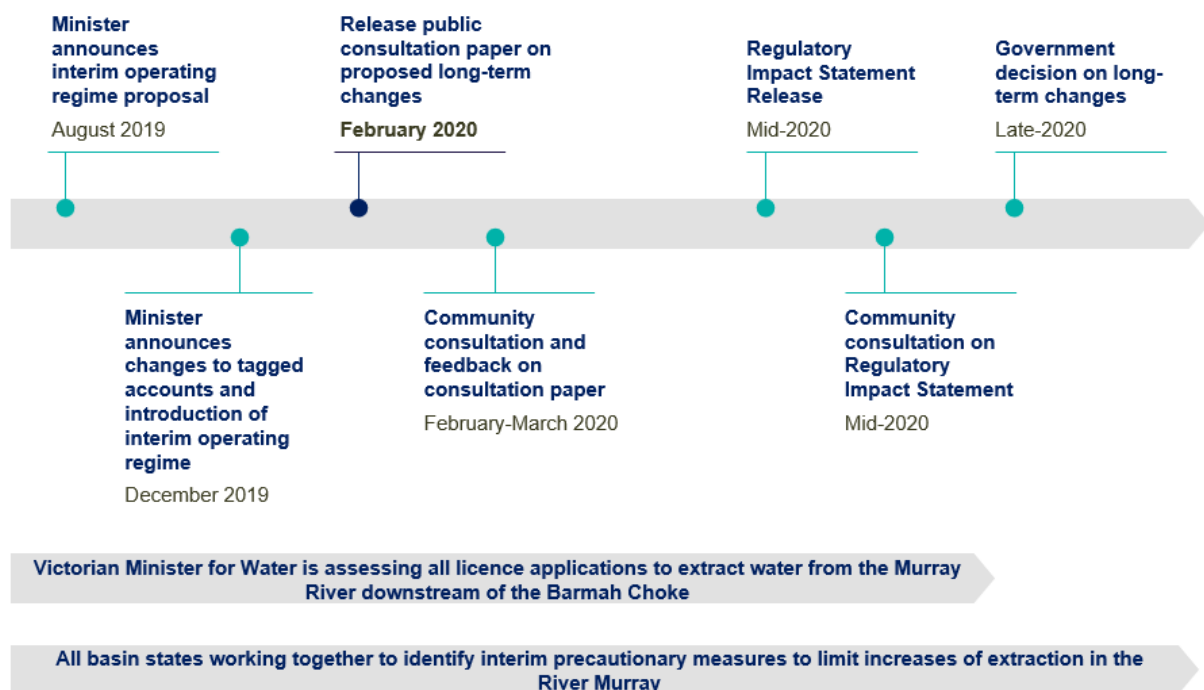 Minister
announces
interim operating
regime proposal
August 2019
Release public
consultation paper on
proposed long-term
changes
February 2020
Regulatory
Impact Statement
Release
Mid-2020
Government
decision on long-
term changes
Late-2020
Minister
announces
changes to tagged
accounts and
introduction of
interim operating
regime
December 2019
Community
consultation and
feedback on
consultation paper
February-March 2020
Community
consultation on
Regulatory
Impact Statement
Mid-2020
Victorian Minister for Water is assessing all licence applications to extract water from the Murray
River downstream of the Barmah Choke
All basin states working together to identify interim precautionary measures to limit increases of extraction in the
River Murray